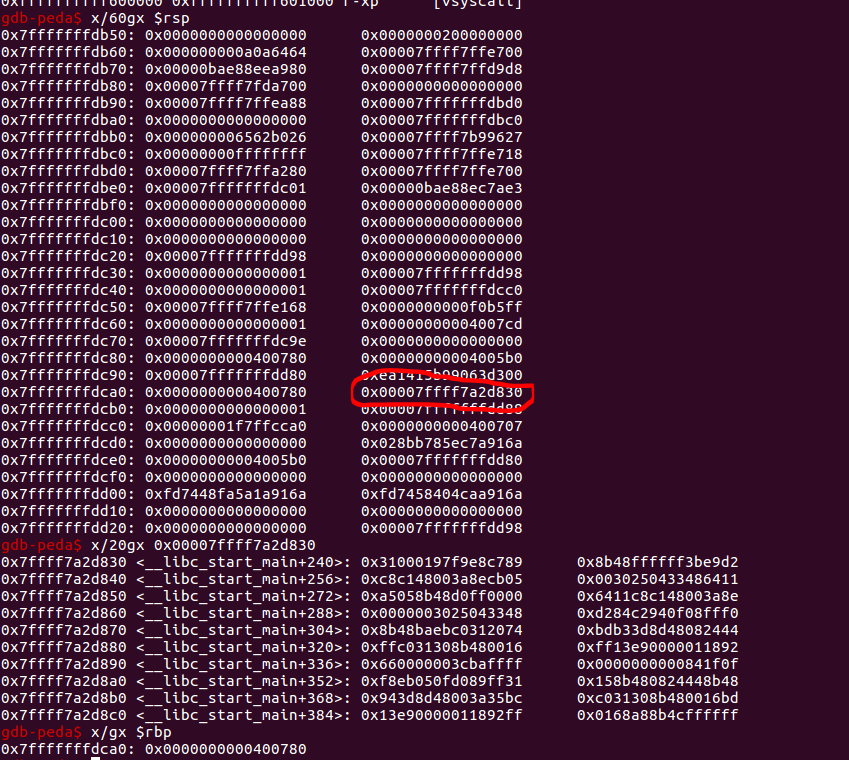 0xffffffffff600000 0xffffffffff601000 r-xp      [vsyscall]
gdb-peda$ x/60gx $rsp
0x7fffffffdb50: 0x0000000000000000      0x0000000200000000
0x7fffffffdb60: 0x000000000a0a6464      0x00007ffff7ffe700
0x7fffffffdb70: 0x00000bae88eea980      0x00007ffff7ffd9d8
0x7fffffffdb80: 0x00007ffff7fda700      0x0000000000000000
0x7fffffffdb90: 0x00007ffff7ffea88      0x00007fffffffdbd0
0x7fffffffdba0: 0x0000000000000000      0x00007fffffffdbc0
0x7fffffffdbb0: 0x000000006562b026      0x00007ffff7b99627
0x7fffffffdbc0: 0x00000000ffffffff      0x00007ffff7ffe718
0x7fffffffdbd0: 0x00007ffff7ffa280      0x00007ffff7ffe700
0x7fffffffdbe0: 0x00007fffffffdc01      0x00000bae88ec7ae3
0x7fffffffdbf0: 0x0000000000000000      0x0000000000000000
0x7fffffffdc00: 0x0000000000000000      0x0000000000000000
0x7fffffffdc10: 0x0000000000000000      0x0000000000000000
0x7fffffffdc20: 0x00007fffffffdd98      0x0000000000000000
0x7fffffffdc30: 0x0000000000000001      0x00007fffffffdd98
0x7fffffffdc40: 0x0000000000000001      0x00007fffffffdcc0
0x7fffffffdc50: 0x00007ffff7ffe168      0x0000000000f0b5ff
0x7fffffffdc60: 0x0000000000000001      0x00000000004007cd
0x7fffffffdc70: 0x00007fffffffdc9e      0x0000000000000000
0x7fffffffdc80: 0x0000000000400780      0x00000000004005b0
0x7fffffffdc90: 0x00007fffffffdd80      0xea1415b99063d300
0x7fffffffdca0: 0x0000000000400780      0x00007ffff7a2d830
0x7fffffffdcb0: 0x0000000000000001      0x00007fffffffdd98
0x7fffffffdcc0: 0x00000001f7ffcca0      0x0000000000400707
0x7fffffffdcd0: 0x0000000000000000      0x028bb785ec7a916a
0x7fffffffdce0: 0x00000000004005b0      0x00007fffffffdd80
0x7fffffffdcf0: 0x0000000000000000      0x0000000000000000
0x7fffffffdd00: 0xfd7448fa5a1a916a      0xfd7458404caa916a
0x7fffffffdd10: 0x0000000000000000      0x0000000000000000
0x7fffffffdd20: 0x0000000000000000      0x00007fffffffdd98
gdb-peda$ x/20gx 0x00007ffff7a2d830
0x7ffff7a2d830 <__libc_start_main+240>: 0x31000197f9e8c789      0x8b48ffffff3be9d2
0x7ffff7a2d840 <__libc_start_main+256>: 0xc8c148003a8ecb05      0x0030250433486411
0x7ffff7a2d850 <__libc_start_main+272>: 0xa5058b48d0ff0000      0x6411c8c148003a8e
0x7ffff7a2d860 <__libc_start_main+288>: 0x0000003025043348      0xd284c2940f08fff0
0x7ffff7a2d870 <__libc_start_main+304>: 0x8b48baebc0312074      0xbdb33d8d48082444
0x7ffff7a2d880 <__libc_start_main+320>: 0xffc031308b480016      0xff13e90000011892
0x7ffff7a2d890 <__libc_start_main+336>: 0x660000003cbaffff      0x0000000000841f0f
0x7ffff7a2d8a0 <__libc_start_main+352>: 0xf8eb050fd089ff31      0x158b480824448b48
0x7ffff7a2d8b0 <__libc_start_main+368>: 0x943d8d48003a35bc      0xc031308b480016bd
0x7ffff7a2d8c0 <__libc_start_main+384>: 0x13e90000011892ff      0x0168a88b4cffffff
gdb-peda$ x/gx $rbp
0x7fffffffdca0: 0x0000000000400780